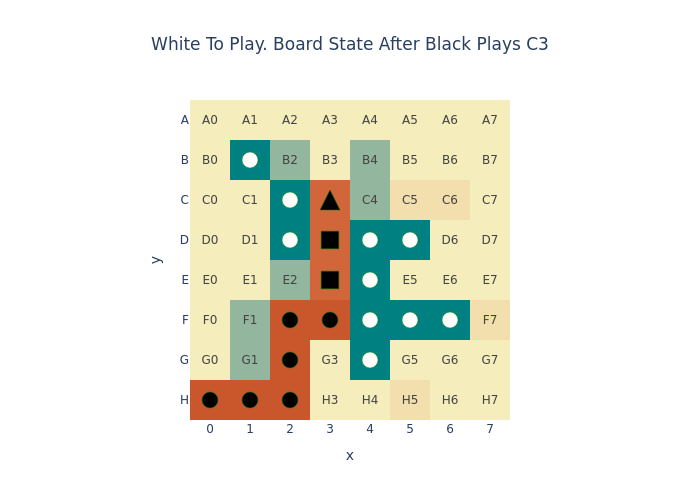 White To Play. Board State After Black Plays C3
A A0 A1 A2 A3 A4 A5 A6 A7
B B0 B2 B3 B4 B5 B6 B7
C C0 C1 C4 C5 C6 C7
D D0 D1 D6 D7
E E0 E1 E2 E5 E6 E7
F F0 F1 F7
G G0 G1 G3 G5 G6 G7
H H3 H4 H5 H6 H7
0 1 2 3 4 5 6 7
x
y